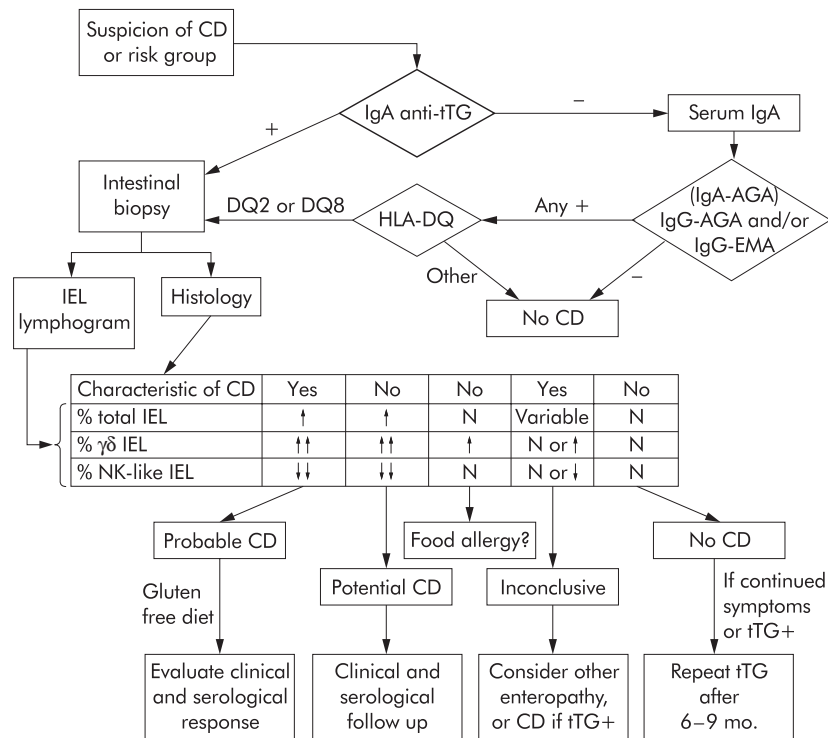 Suspicion of CD
or risk group
IgA anti-tTG
–
Serum IgA
+
Intestinal
biopsy
DQ2 or DQ8
HLA-DQ
Any +
(IgA-AGA)
IgG-AGA and/or
IgG-EMA
Other
–
No CD
IEL
lymphogram
Histology
Characteristic of CD Yes No No Yes No
% total IEL ↑ ↑ N Variable N
% γδ IEL ↑↑ ↑↑ ↑ N or ↑ N
% NK-like IEL ↓↓ ↓↓ N N or ↓ N
Probable CD
Food allergy?
No CD
Gluten
free diet
Potential CD
Inconclusive
If continued
symptoms
or tTG+
Evaluate clinical
and serological
response
Clinical and
serological
follow up
Consider other
enteropathy,
or CD if tTG+
Repeat tTG
after
6–9 mo.